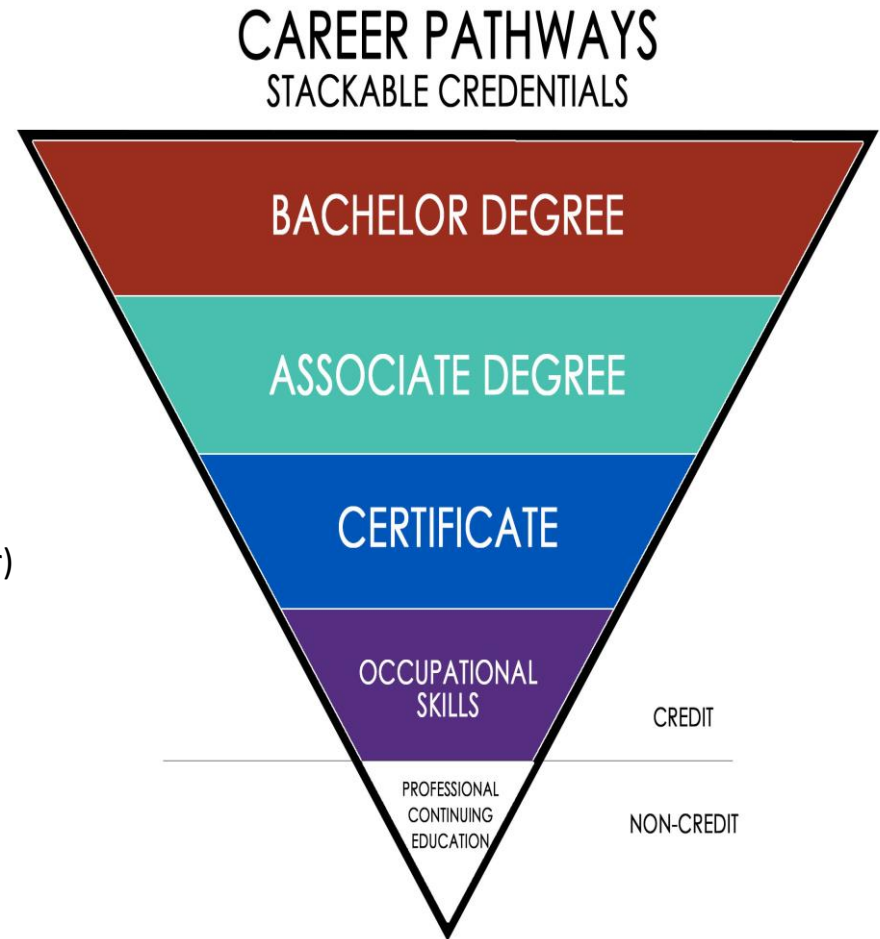 CAREER PATHWAYS
STACKABLE CREDENTIALS
BACHELOR DEGREE
ASSOCIATE DEGREE
CERTIFICATE
)
OCCUPATIONAL
SKILLS
CREDIT
PROFESSIONAL
CONTINUING
EDUCATION
NON-CREDIT